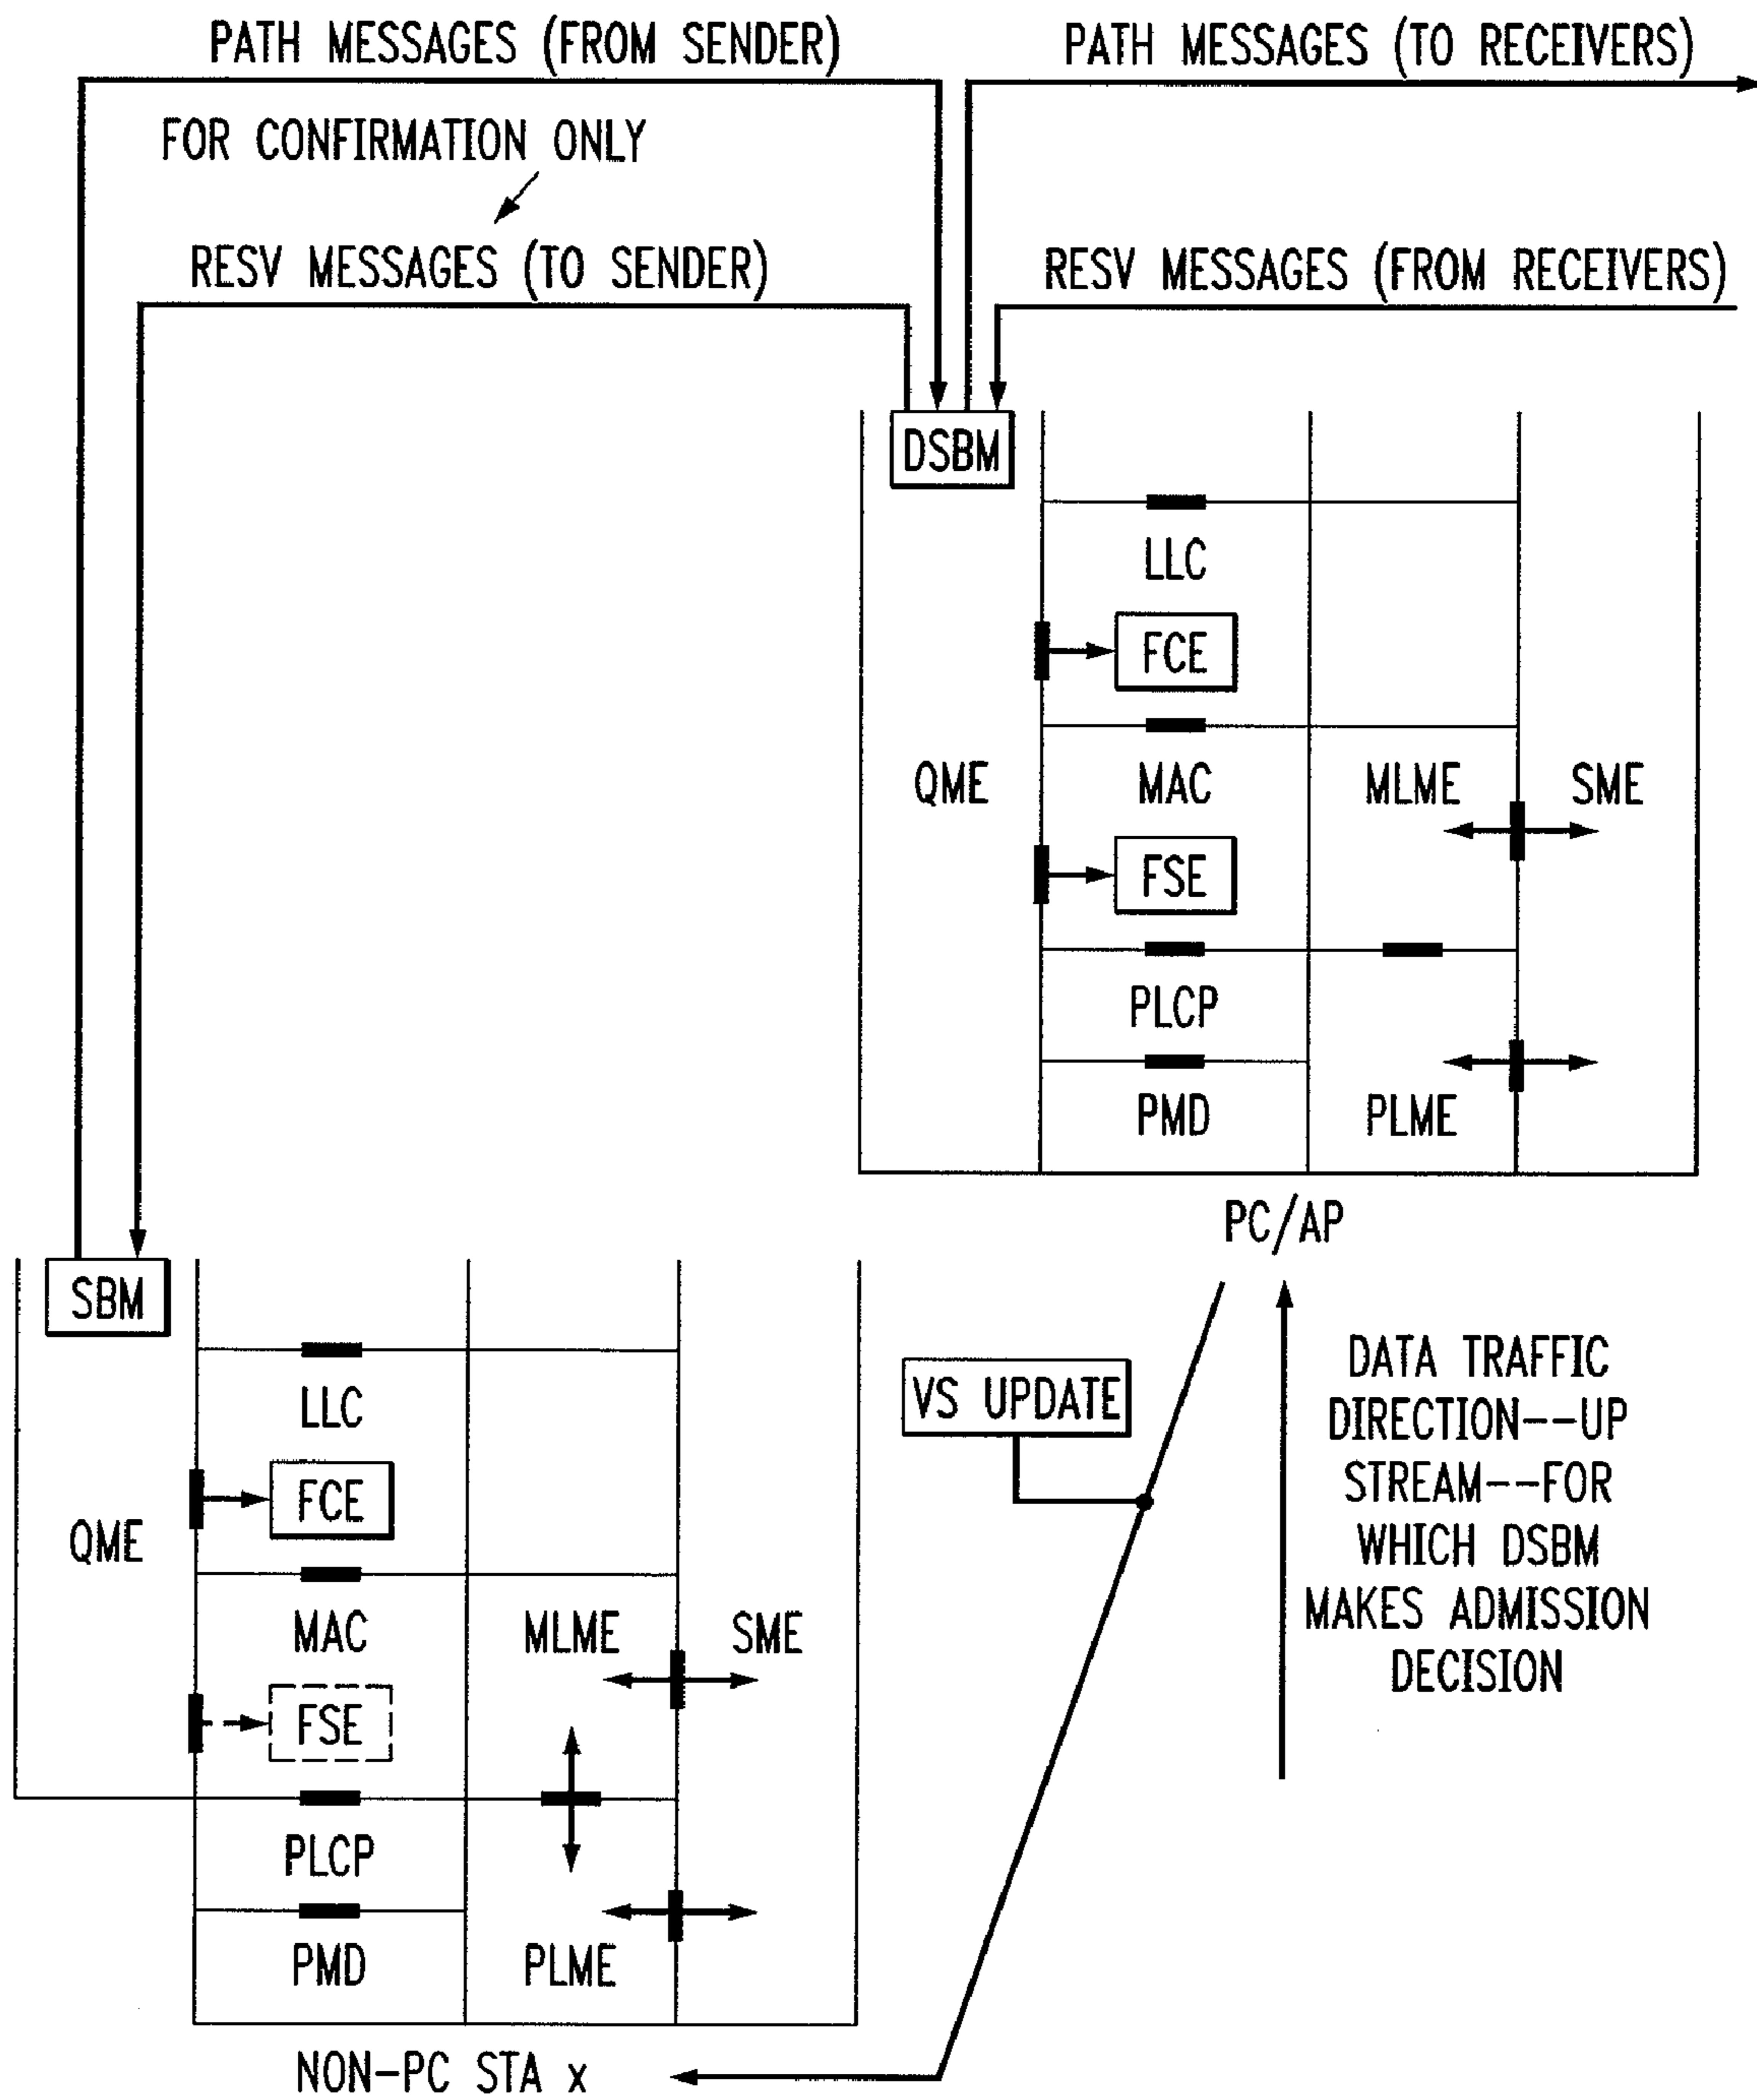 PATH MESSAGES (FROM SENDER)
PATH MESSAGES (TO RECEIVERS)
FOR CONFIRMATION ONLY
RESV MESSAGES (TO SENDER)
RESV MESSAGES (FROM RECEIVERS)
DSBM
LLC
FCE
QME
MAC
MLME
SME
FSE
PLCP
PMD
PLME
PC/AP
SBM
LLC
FCE
QME
MAC
MLME
SME
FSE
PLCP
PMD
PLME
NON-PC STA x
VS UPDATE
DATA TRAFFIC
DIRECTION--UP
STREAM--FOR
WHICH DSBM
MAKES ADMISSION
DECISION